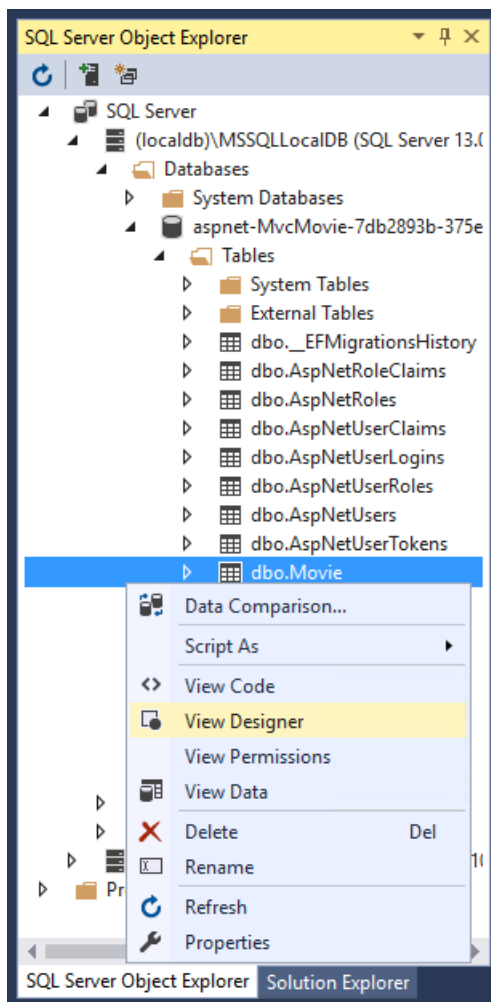 SQL Server Object Explorer
SQL Server
(localdb)\MSSQLLocalDB (SQL Server 13.0
Databases
System Databases
aspnet-MvcMovie-7db2893b-375e
Tables
System Tables
External Tables
dbo.__EFMigrationsHistory
dbo.AspNetRoleClaims
dbo.AspNetRoles
dbo.AspNetUserClaims
dbo.AspNetUserLogins
dbo.AspNetUserRoles
dbo.AspNetUsers
dbo.AspNetUserTokens
dbo.Movie
Data Comparison...
Script As
View Code
View Designer
View Permissions
View Data
Delete Del
Rename
Pr
Refresh
Properties
SQL Server Object Explorer Solution Explorer